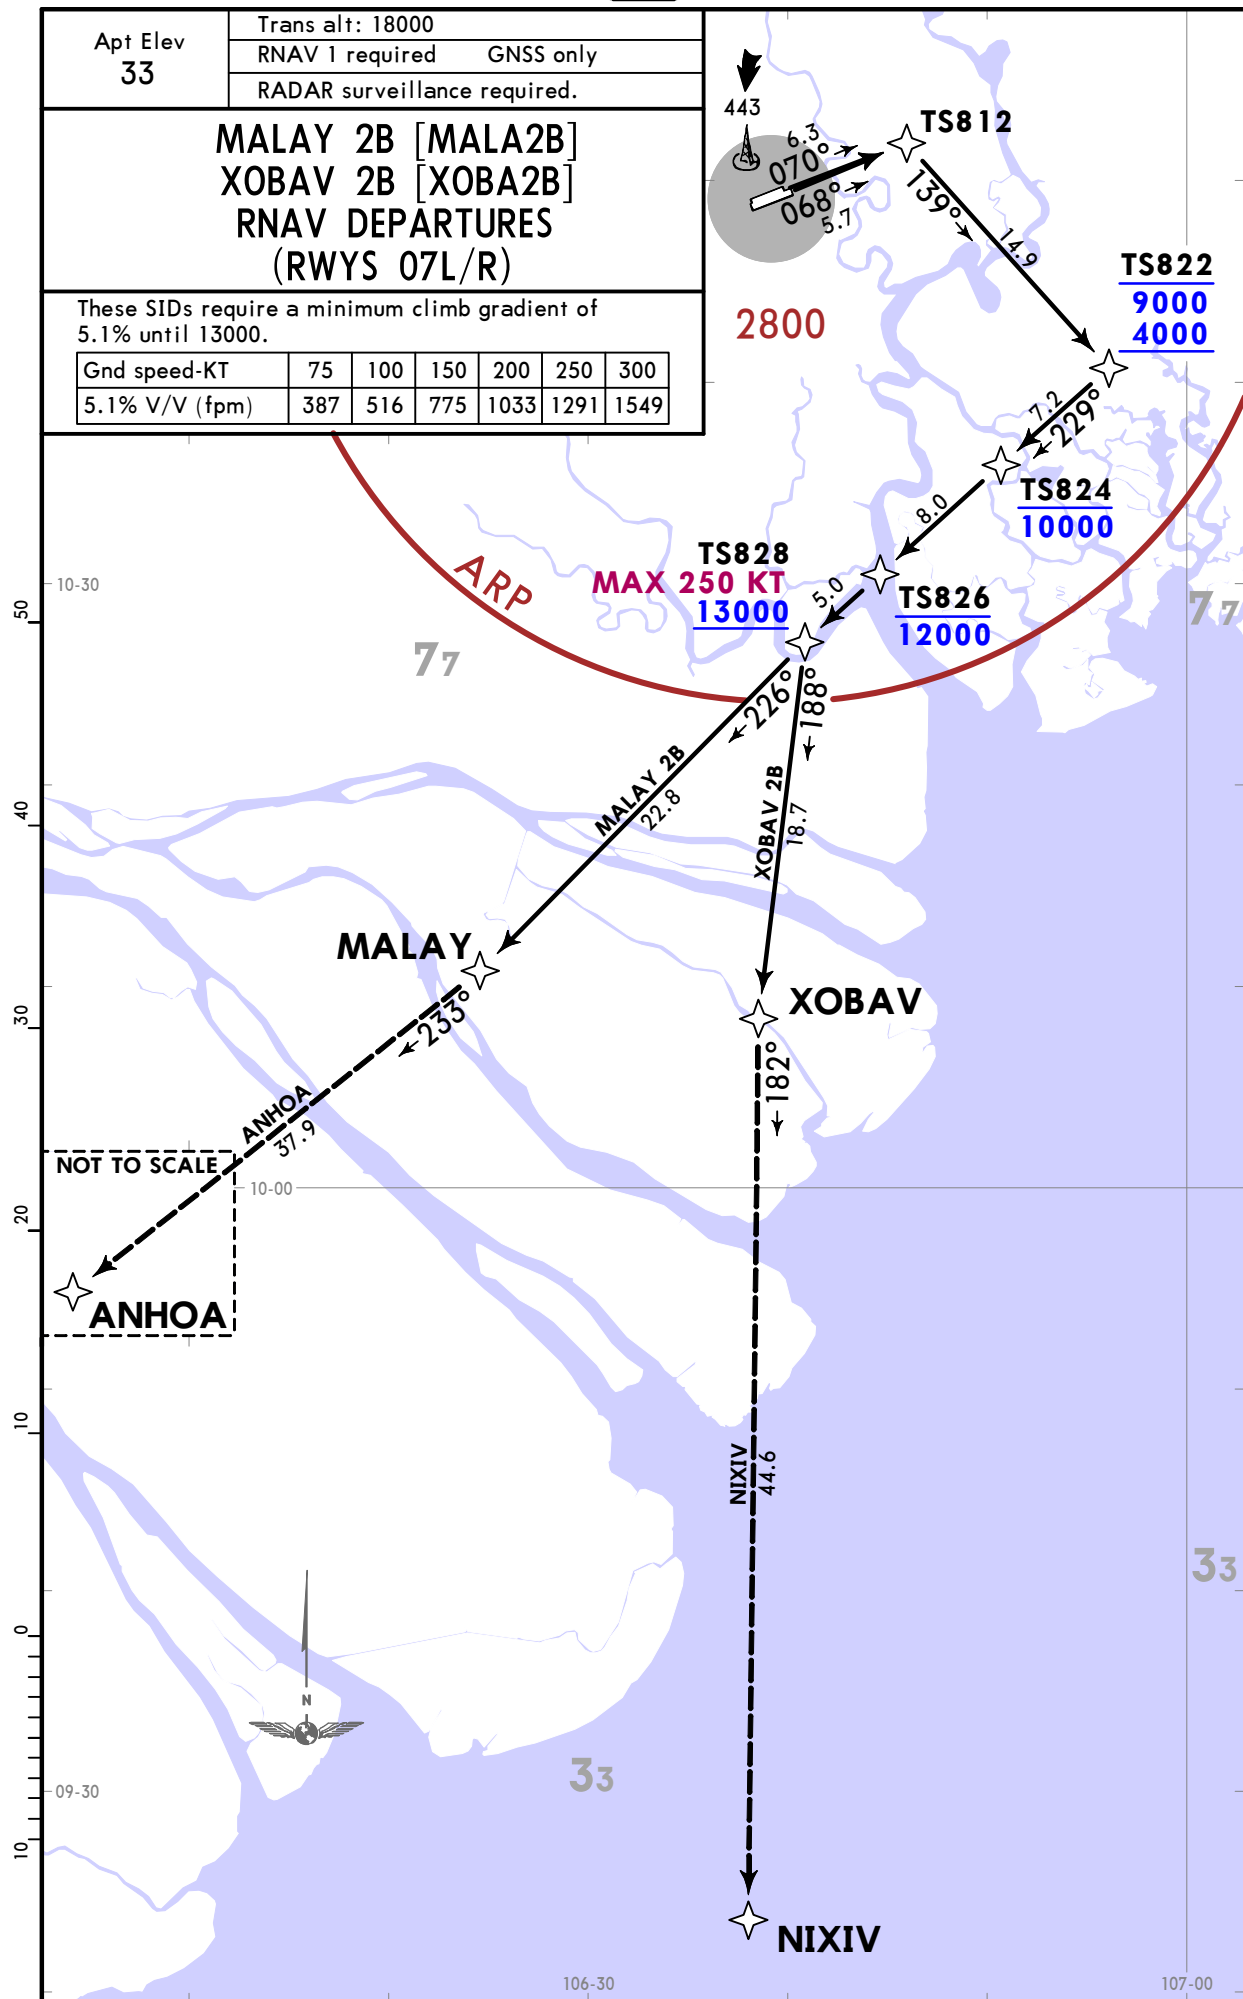 Apt Elev
33
Trans alt: 18000
RNAV 1 required GNSS only
RADAR surveillance required.
MALAY 2B [MALA2B]
XOBAV 2B [XOBA2B]
RNAV DEPARTURES
(RWYS 07L/R)
These SIDs require a minimum climb gradient of
5.1% until 13000.
Gnd speed-KT 75 100 150 200 250 300
5.1% V/V (fpm) 387 516 775 1033 1291 1549
443
6.3
070°
068°
5.7
TS812
139°
14.9
TS822
9000
4000
2800
7.2
229°
TS824
10000
8.0
TS828
MAX 250 KT
13000
5.0
TS826
12000
ARP
10-30
77
77
226°
188°
MALAY 2B
22.8
XOBAV 2B
18.7
MALAY
XOBAV
233°
182°
ANHOA
37.9
NOT TO SCALE
10-00
ANHOA
NIXIV
44.6
33
N
33
09-30
NIXIV
106-30
107-00
50
40
30
20
10
0
10